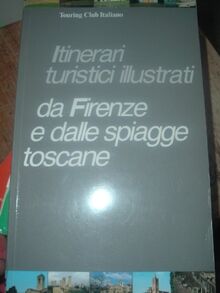 Touring Club Italiano
Itinerari
turistici illustrati
da Firenze
e dalle spiagge
toscane